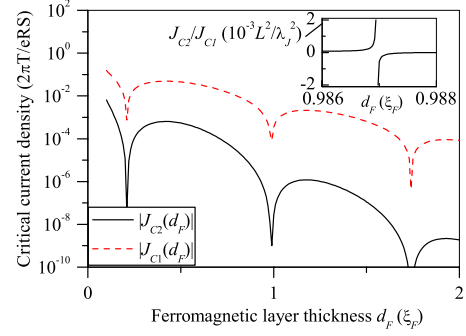 10^2
10^0
10^-2
10^-4
10^-6
10^-8
10^-10
Critical current density (2πT/eRS)
J_C2/J_C1 (10^-3 L^2/λ_J^2)
2
0
-2
0.986
0.988
d_F (ξ_F)
|J_C2(d_F)|
|J_C1(d_F)|
0
1
2
Ferromagnetic layer thickness d_F (ξ_F)